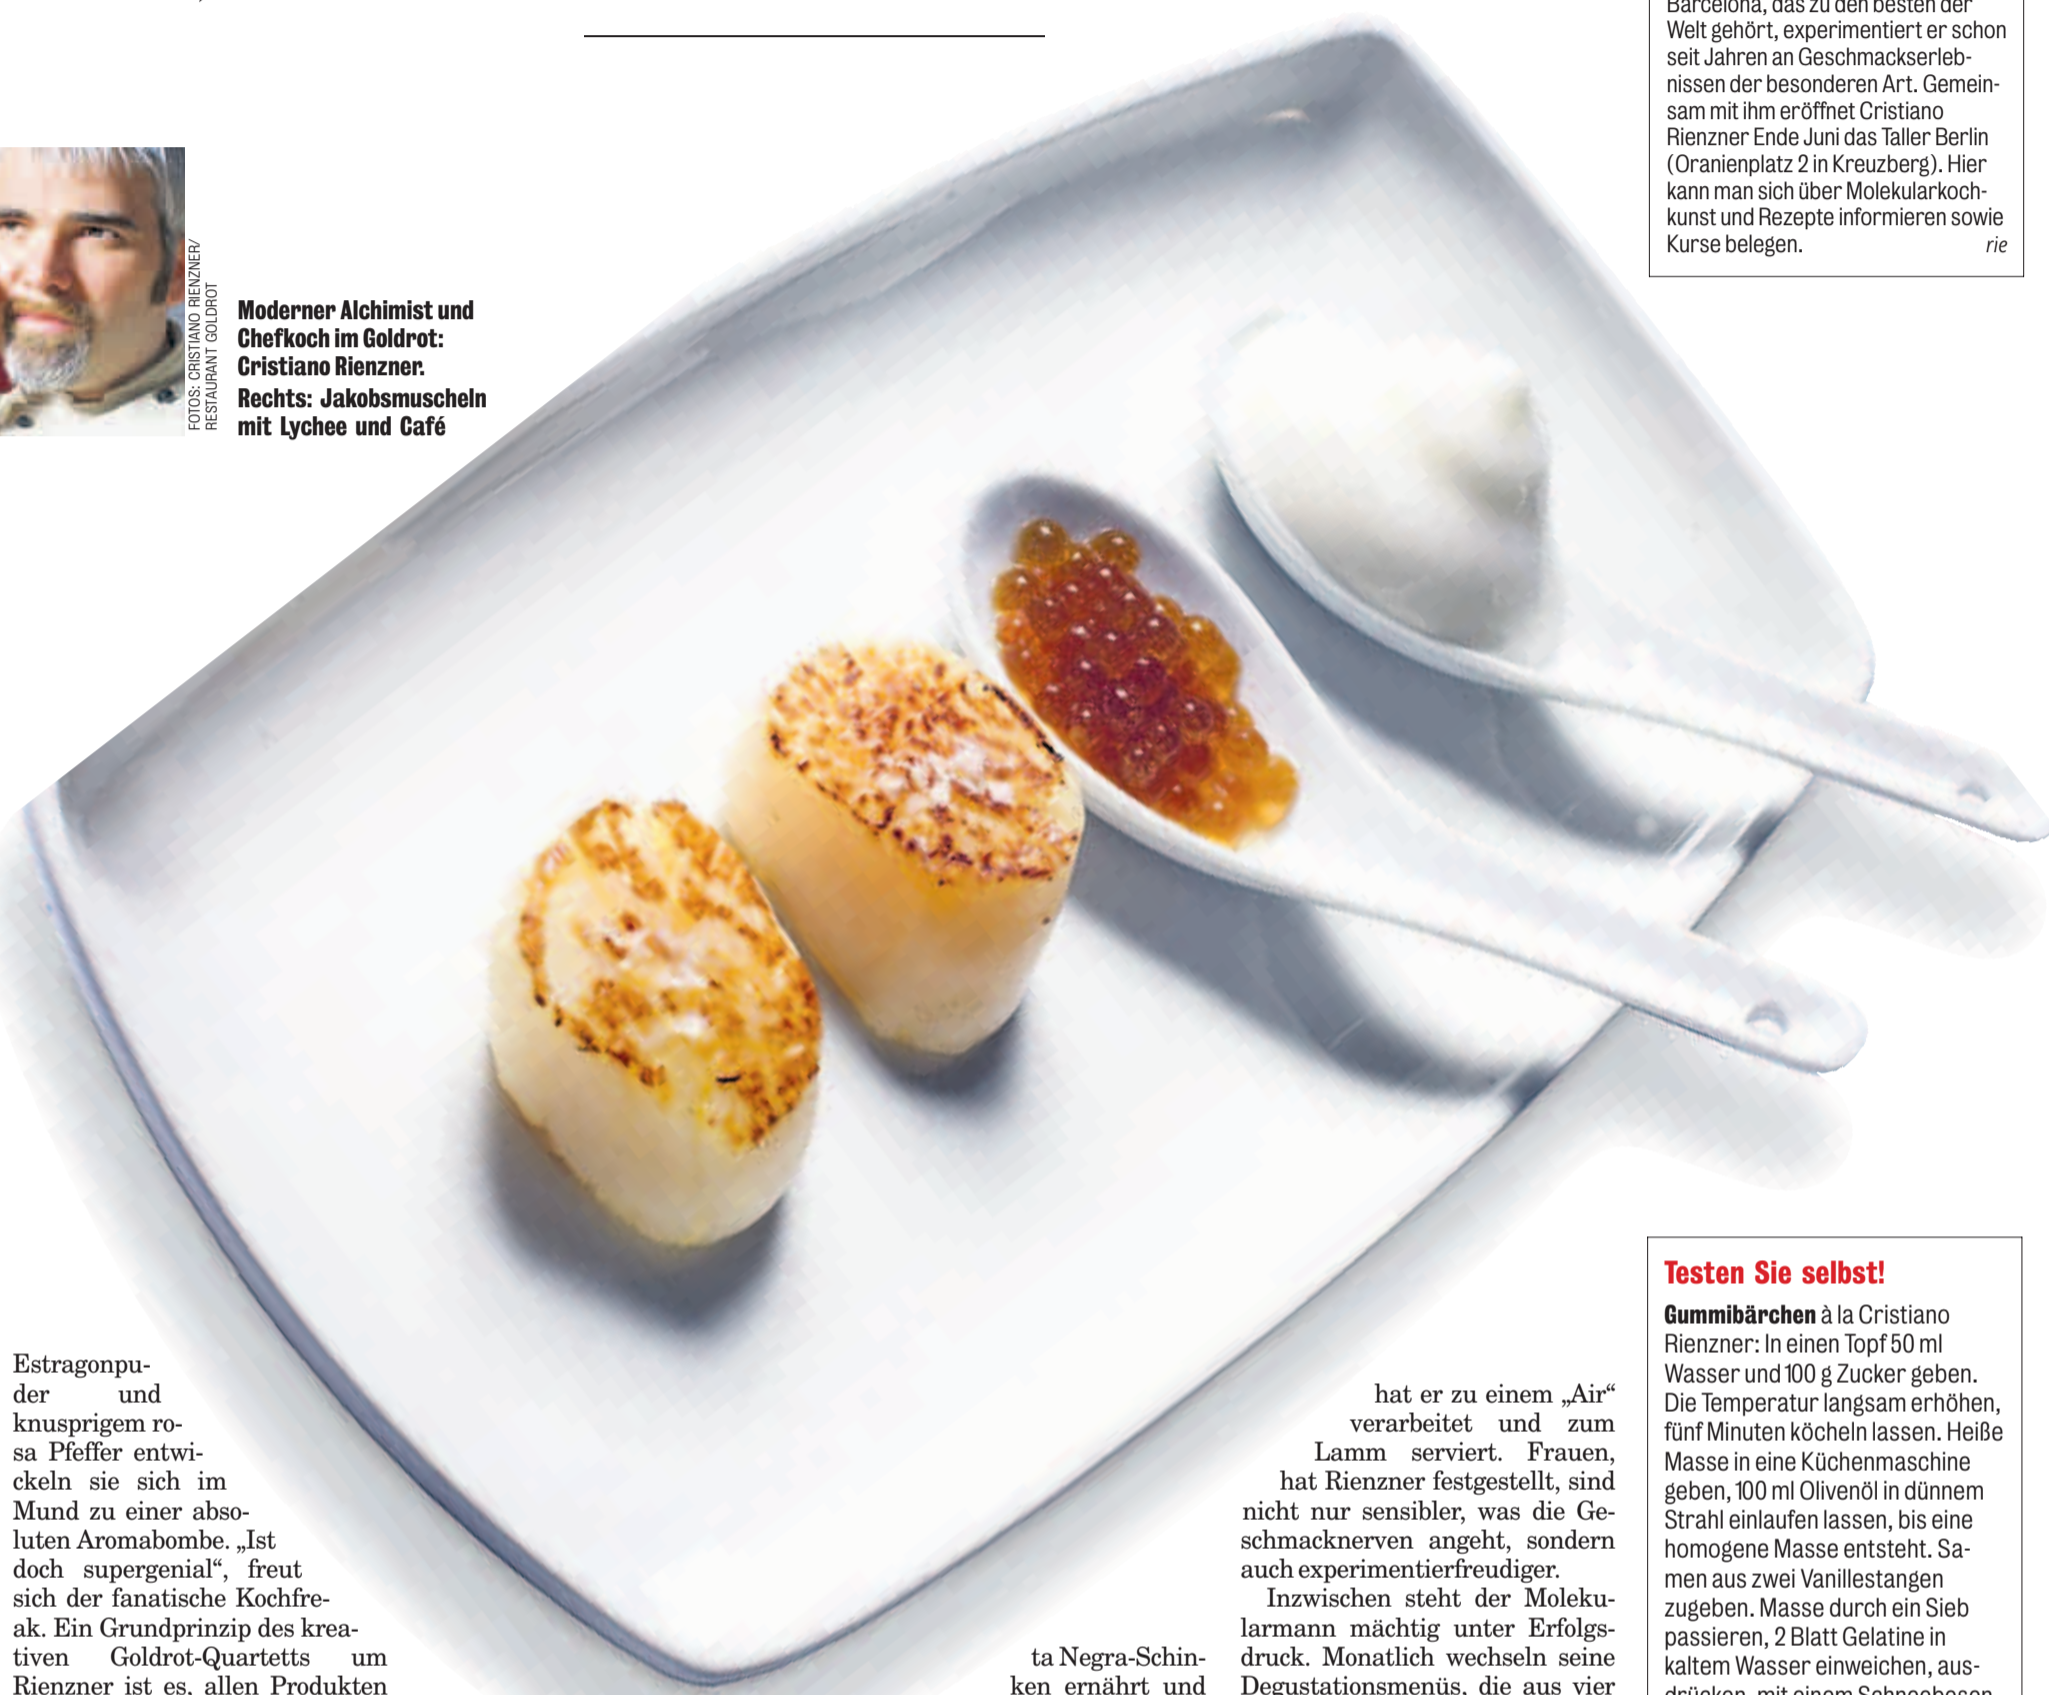 Barcelona, das zu den besten der
Welt gehört, experimentiert er schon
seit Jahren an Geschmackserleb-
nissen der besonderen Art. Gemein-
sam mit ihm eröffnet Cristiano
Rienzner Ende Juni das Taller Berlin
(Oranienplatz 2 in Kreuzberg). Hier
kann man sich über Molekularkoch-
kunst und Rezepte informieren sowie
Kurse belegen. rie
FOTOS: CRISTIANO RIENZNER/
RESTAURANT GOLDROT
Moderner Alchimist und
Chefkoch im Goldrot:
Cristiano Rienzner.
Rechts: Jakobsmuscheln
mit Lychee und Café
Estragonpu-
der und
knusprigem ro-
sa Pfeffer entwi-
ckeln sie sich im
Mund zu einer abso-
luten Aromabombe. „Ist
doch supergenial“, freut
sich der fanatische Kochfre-
ak. Ein Grundprinzip des krea-
tiven Goldrot-Quartetts um
Rienzner ist es, allen Produkten
ta Negra-Schin-
ken ernährt und
hat er zu einem „Air“
verarbeitet und zum
Lamm serviert. Frauen,
hat Rienzner festgestellt, sind
nicht nur sensibler, was die Ge-
schmacknerven angeht, sondern
auch experimentierfreudiger.
Inzwischen steht der Moleku-
larmann mächtig unter Erfolgs-
druck. Monatlich wechseln seine
Degustationsmenüs, die aus vier
Testen Sie selbst!
Gummibärchen à la Cristiano
Rienzner: In einen Topf 50 ml
Wasser und 100 g Zucker geben.
Die Temperatur langsam erhöhen,
fünf Minuten köcheln lassen. Heiße
Masse in eine Küchenmaschine
geben, 100 ml Olivenöl in dünnem
Strahl einlaufen lassen, bis eine
homogene Masse entsteht. Sa-
men aus zwei Vanillestangen
zugeben. Masse durch ein Sieb
passieren, 2 Blatt Gelatine in
kaltem Wasser einweichen, aus-
drücken, mit einem Schneebesen